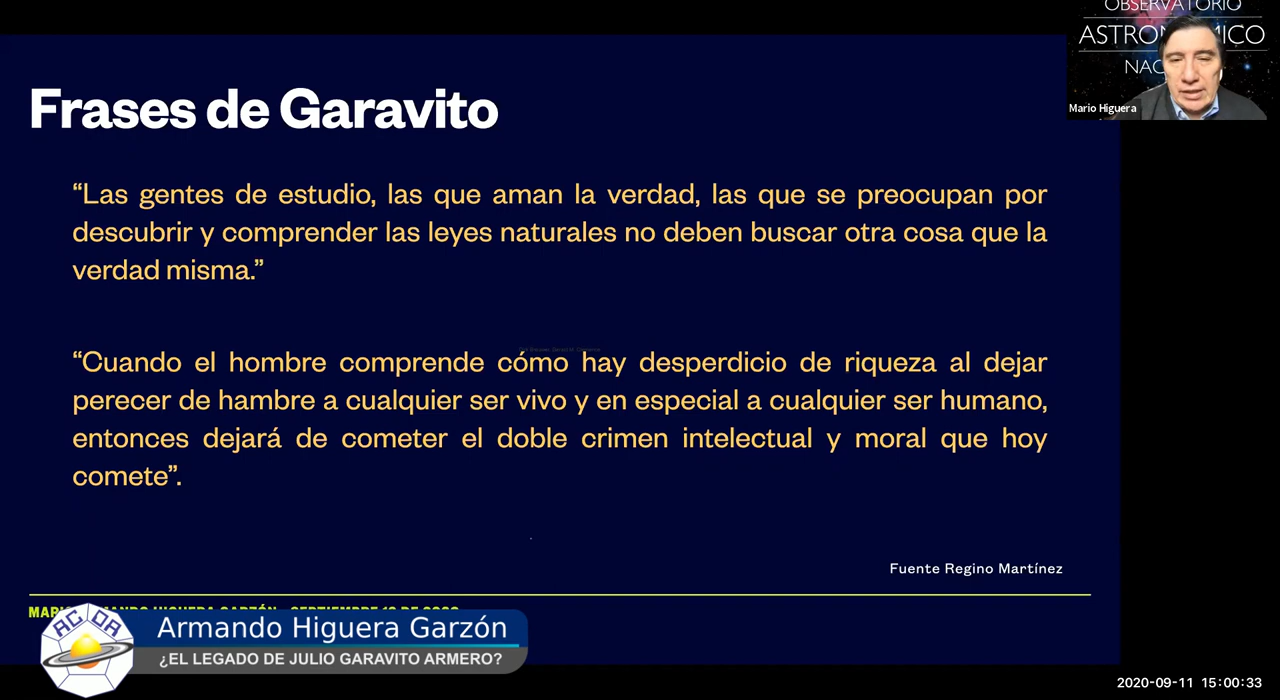 OBSERVATORIO
ASTRONÓMICO
NAC
Mario Higuera
Frases de Garavito
“Las gentes de estudio, las que aman la verdad, las que se preocupan por
descubrir y comprender las leyes naturales no deben buscar otra cosa que la
verdad misma.”
“Cuando el hombre comprende cómo hay desperdicio de riqueza al dejar
perecer de hambre a cualquier ser vivo y en especial a cualquier ser humano,
entonces dejará de cometer el doble crimen intelectual y moral que hoy
comete”.
Fuente Regino Martínez
ACDA
Armando Higuera Garzón
¿EL LEGADO DE JULIO GARAVITO ARMERO?
2020-09-11 15:00:33